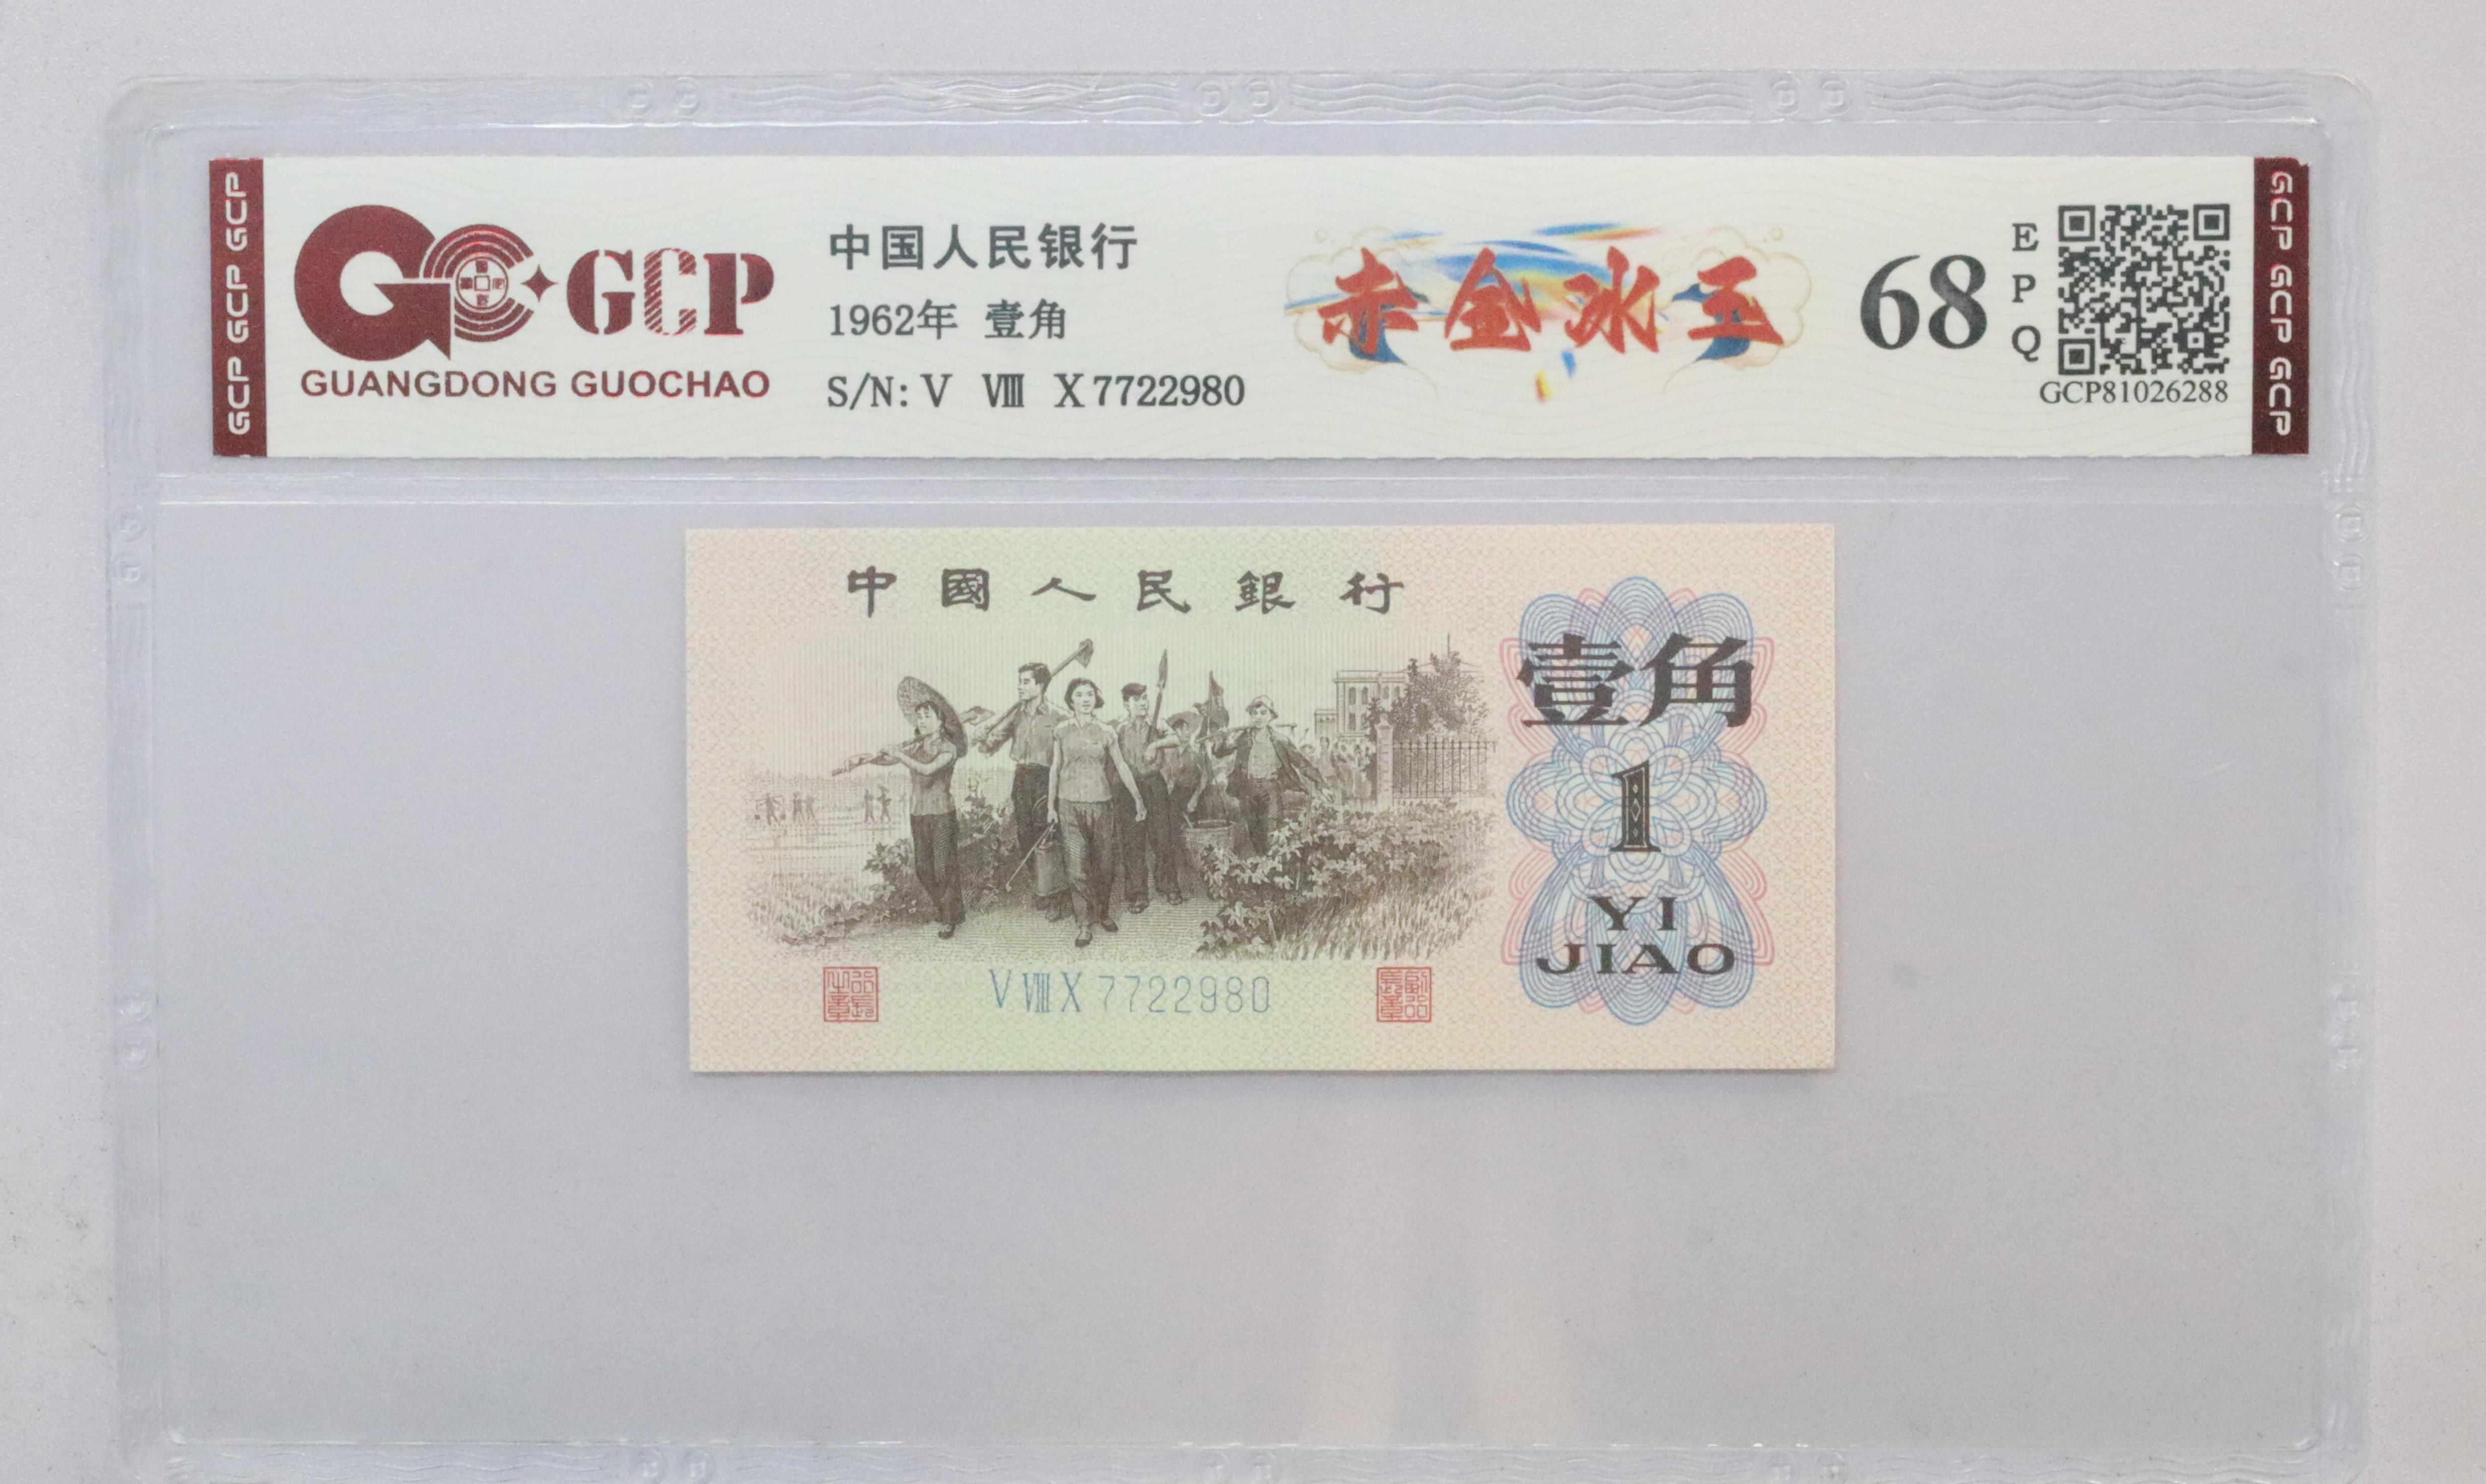 GCP GCP GCP
GCP
GUANGDONG GUOCHAO
中国人民银行
1962年 壹角
S/N: V Ⅷ X 7722980
赤金冰玉
68
E
P
Q
GCP81026288
GCP GCP GCP
中國人民銀行
壹角
1
YI
JIAO
V Ⅷ X 7722980